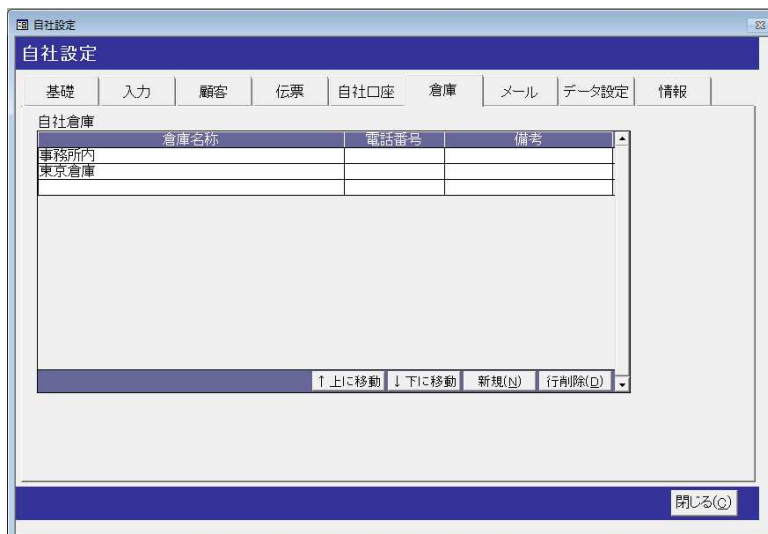 自社設定
自社設定
基礎 入力 顧客 伝票 自社口座 倉庫 メール データ設定 情報
自社倉庫
倉庫名称 電話番号 備考
事務所内
東京倉庫
↑上に移動 ↓下に移動 新規(N) 行削除(D)
閉じる(C)